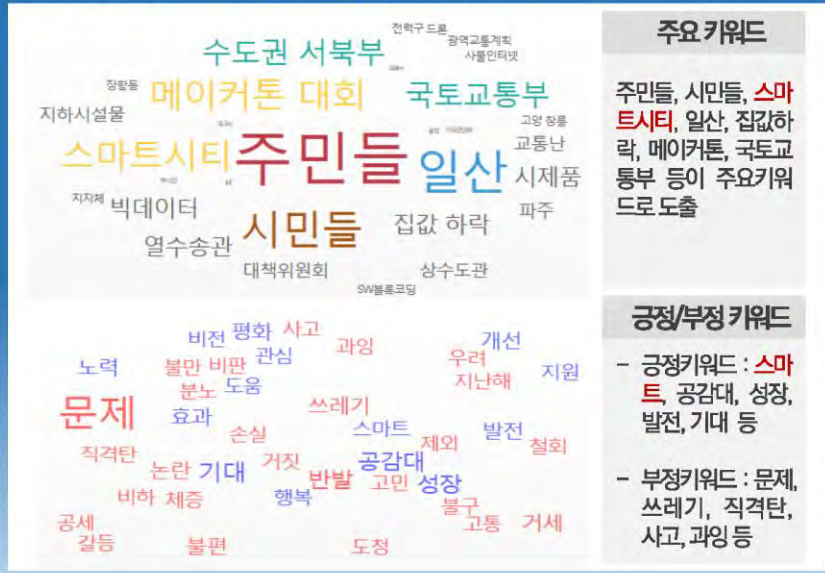 전력구 드론
수도권 서북부
광역교통계획
사물인터넷
장항동
메이커톤 대회
국토교통부
지하시설물
고양 창릉
스마트시티
주민들
일산
교통난
시제품
지자체
빅데이터
시민들
집값 하락
파주
열수송관
대책위원회
상수도관
SW블록코딩
주요 키워드
주민들, 시민들, 스마
트시티, 일산, 집값하
락, 메이커톤, 국토교
통부 등이 주요키워
드로 도출
비전 평화 사고
과잉
개선
노력
불만 비판 관심
우려
지원
분노 도움
지난해
문제
효과
쓰레기
손실
스마트
발전
직격탄
제외
철회
논란 기대 거짓
공감대
반발 고민 성장
비하 체증
행복
불구
공세
고통
거세
갈등
불편
도청
긍정/부정 키워드
- 긍정키워드 : 스마
트, 공감대, 성장,
발전, 기대 등
- 부정키워드 : 문제,
쓰레기, 직격탄,
사고, 과잉 등